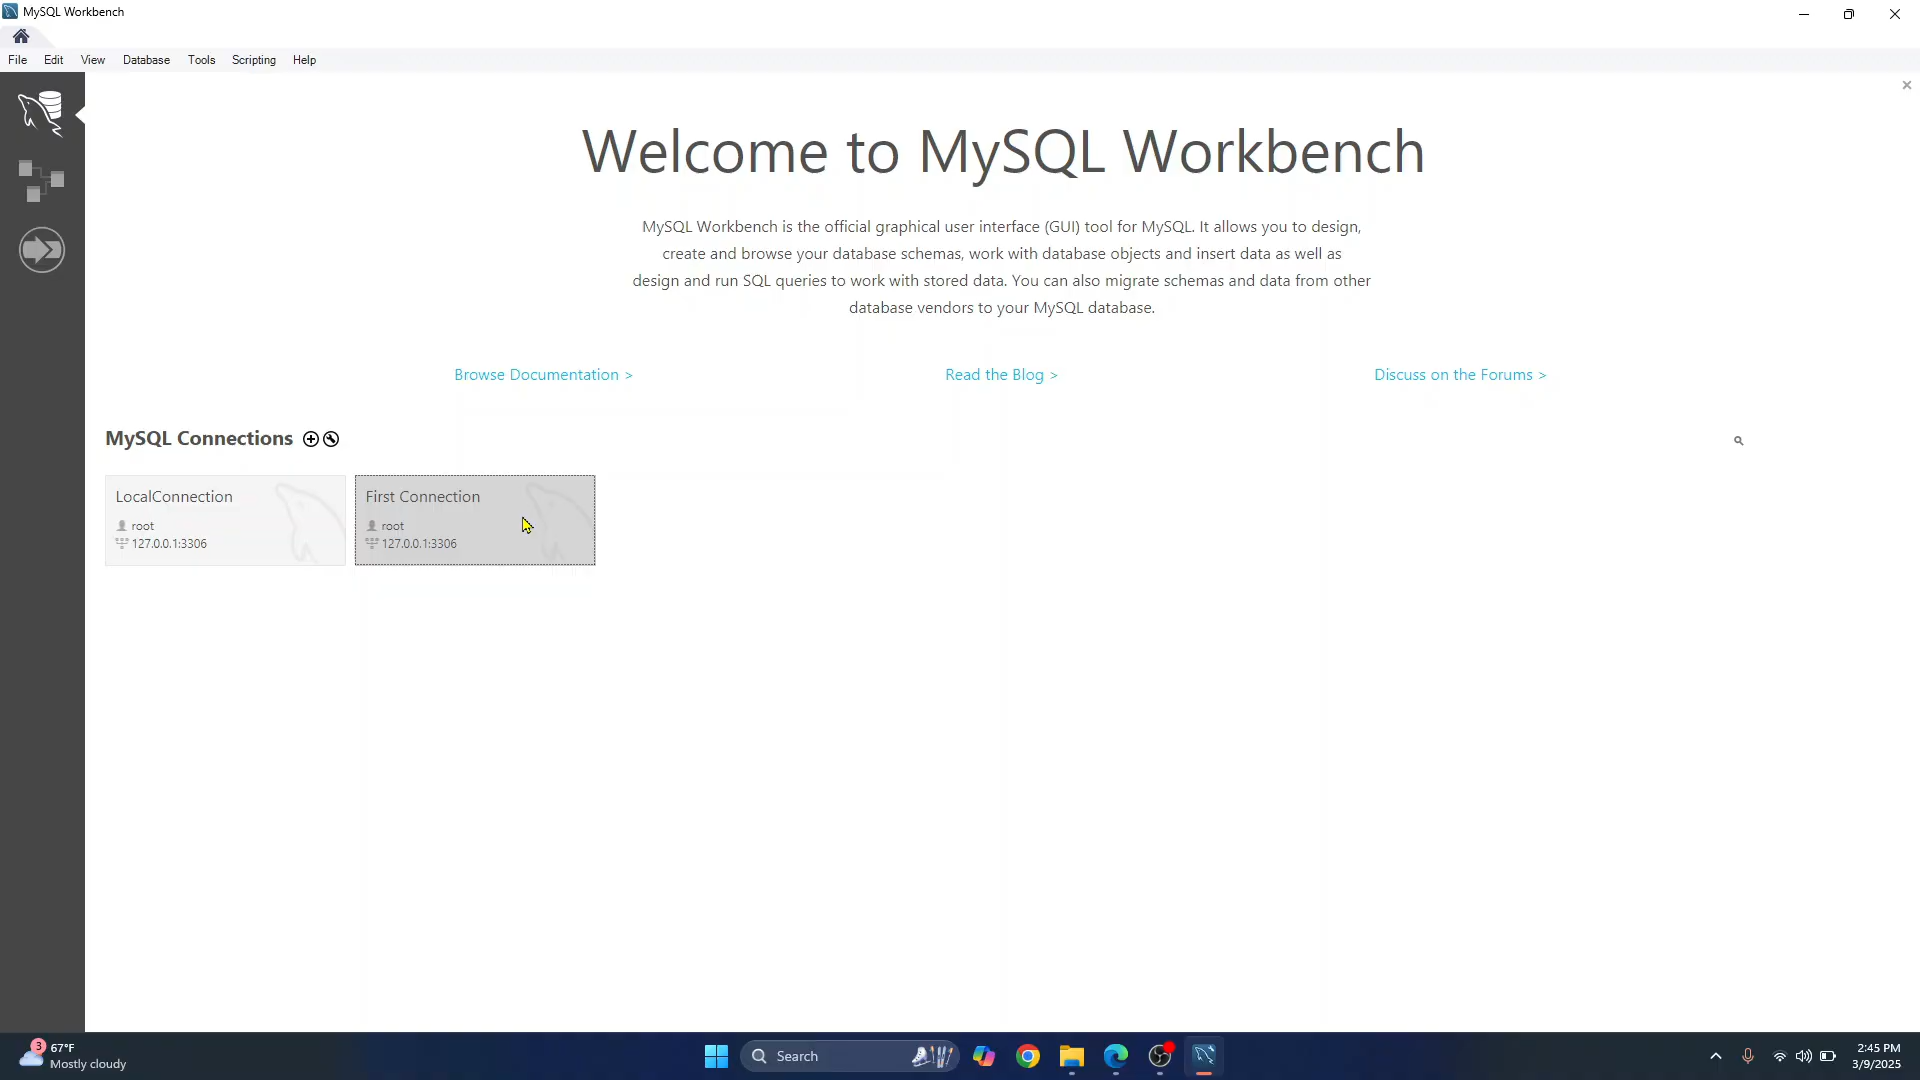 MySQL Workbench
File Edit View Database Tools Scripting Help
Welcome to MySQL Workbench
MySQL Workbench is the official graphical user interface (GUI) tool for MySQL. It allows you to design,
create and browse your database schemas, work with database objects and insert data as well as
design and run SQL queries to work with stored data. You can also migrate schemas and data from other
database vendors to your MySQL database.
Browse Documentation > Read the Blog > Discuss on the Forums >
MySQL Connections
LocalConnection
root
127.0.0.1:3306
First Connection
root
127.0.0.1:3306
3
67°F
Mostly cloudy
Search
2:45 PM
3/9/2025